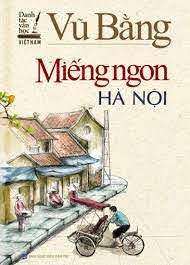 Danh
tác văn
học
VIỆT NAM
Vũ Bằng
Miếng ngon
HÀ NỘI